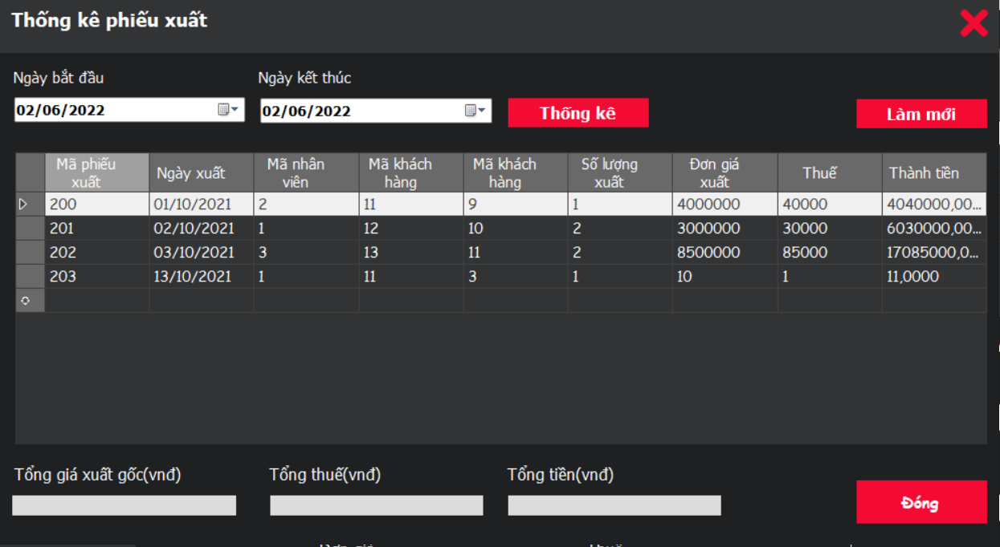 Thống kê phiếu xuất
Ngày bắt đầu Ngày kết thúc
02/06/2022 02/06/2022 Thống kê Làm mới
Mã phiếu xuất Ngày xuất Mã nhân viên Mã khách hàng Mã khách hàng Số lượng xuất Đơn giá xuất Thuế Thành tiền
200 01/10/2021 2 11 9 1 4000000 40000 4040000,00...
201 02/10/2021 1 12 10 2 3000000 30000 6030000,00...
202 03/10/2021 3 13 11 2 8500000 85000 17085000,0...
203 13/10/2021 1 11 3 1 10 1 11,0000
Tổng giá xuất gốc(vnđ) Tổng thuế(vnđ) Tổng tiền(vnđ)
Đóng